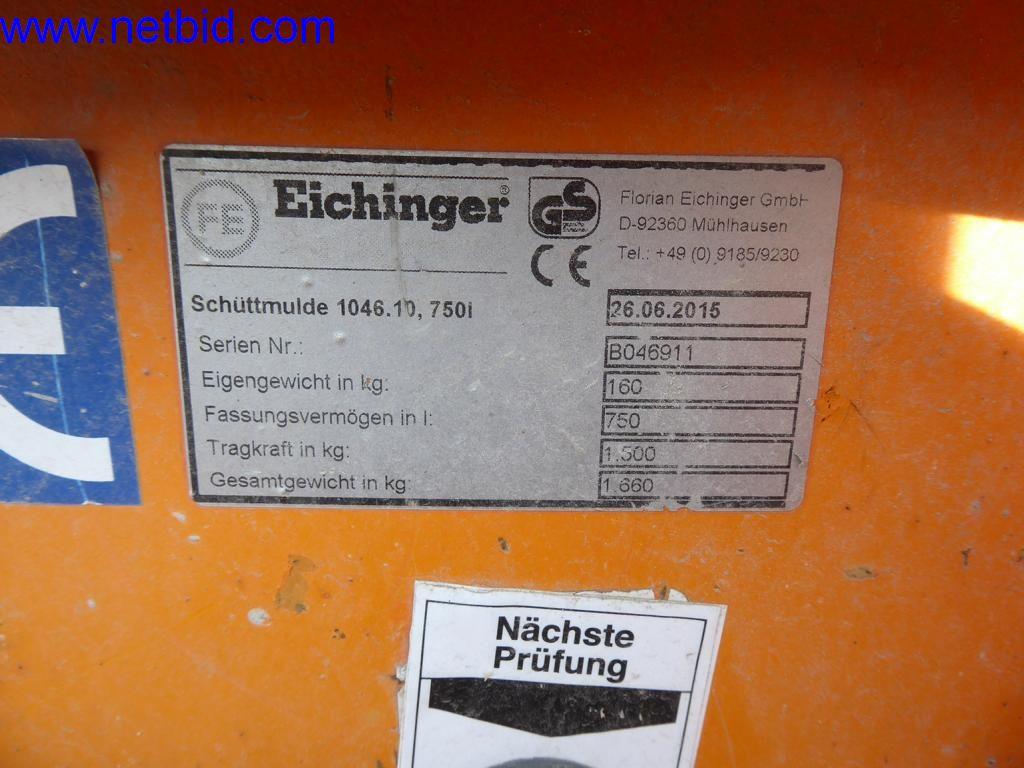 www.netbid.com
FE Eichinger® GS
CE
Florian Eichinger GmbH
D-92360 Mühlhausen
Tel.: +49 (0) 9185/9230
Schüttmulde 1046.10, 750l 26.06.2015
Serien Nr.: B046911
Eigengewicht in kg: 160
Fassungsvermögen in l: 750
Tragkraft in kg: 1.500
Gesamtgewicht in kg: 1.660
Nächste
Prüfung